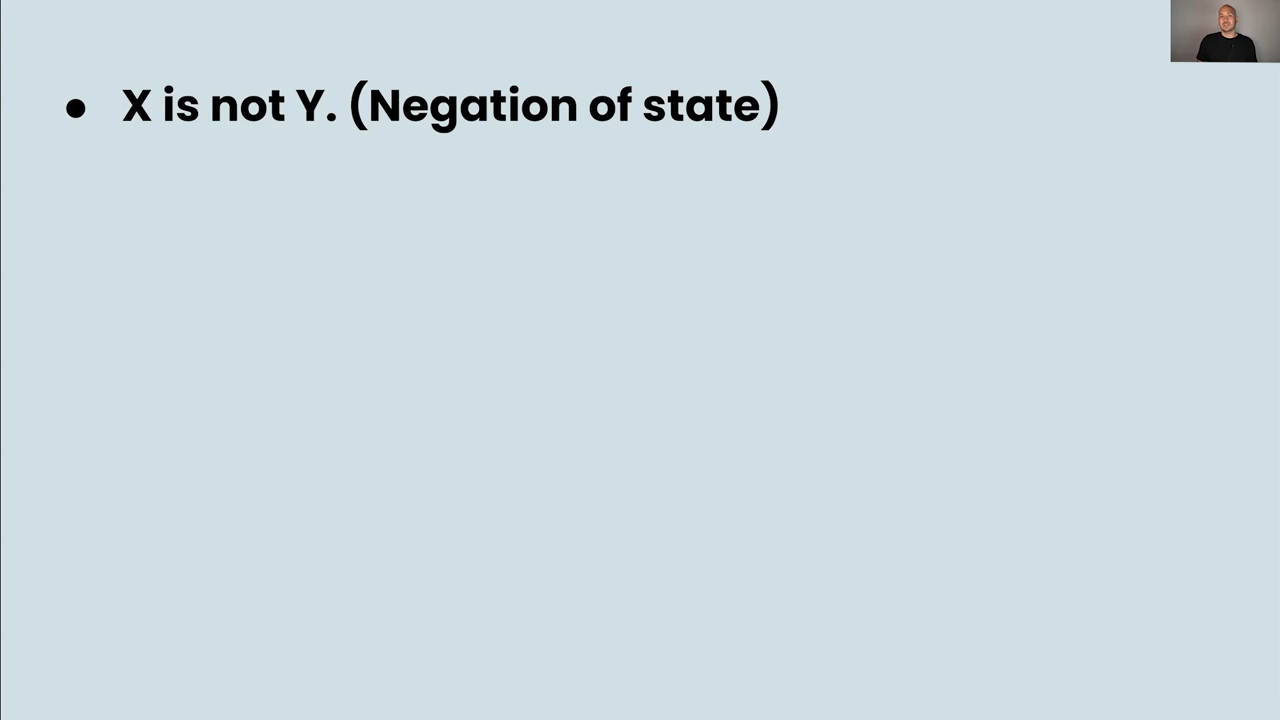 ● X is not Y. (Negation of state)